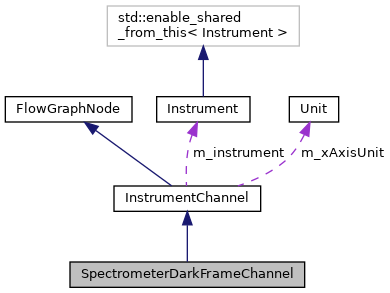 std::enable_shared
_from_this< Instrument >
FlowGraphNode
Instrument
Unit
m_instrument
m_xAxisUnit
InstrumentChannel
SpectrometerDarkFrameChannel